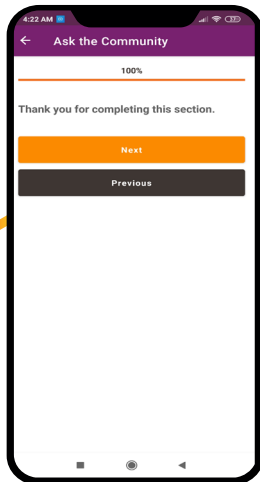 4:22 AM
Ask the Community
100%
Thank you for completing this section.
Next
Previous